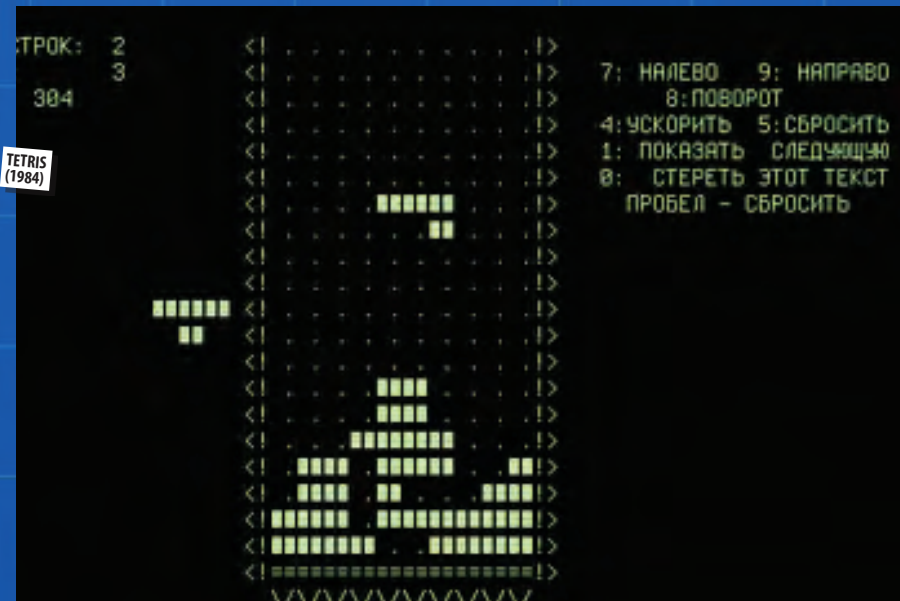 СТРОК: 2
3
304
TETRIS
(1984)
7: НАЛЕВО 9: НАПРАВО
8:ПОВОРОТ
4:УСКОРИТЬ 5:СБРОСИТЬ
1: ПОКАЗАТЬ СЛЕДУЮЩУЮ
0: СТЕРЕТЬ ЭТОТ ТЕКСТ
ПРОБЕЛ - СБРОСИТЬ